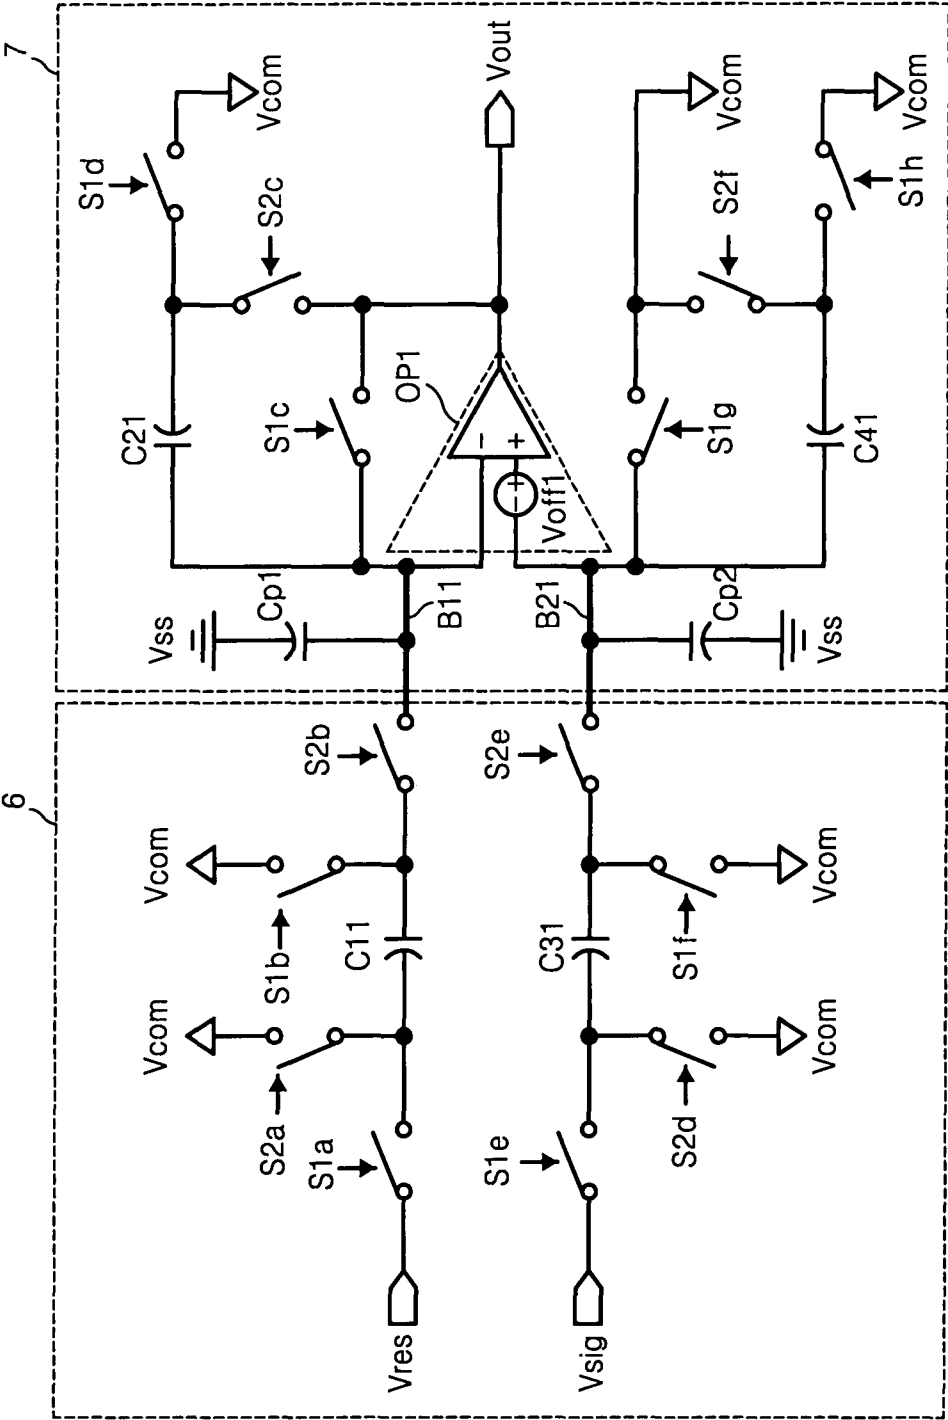 7
S1d
Vcom
C21
S2c
Vout
S1c
OP1
-
+
+
-
Voff1
Vss
Cp1
B11
B21
Cp2
Vss
S1g
S2f
Vcom
C41
S1h
Vcom
6
Vcom
Vcom
S2b
S1b
C11
S2a
S1a
Vres
S2e
C31
S1f
S1e
S2d
Vsig
Vcom
Vcom